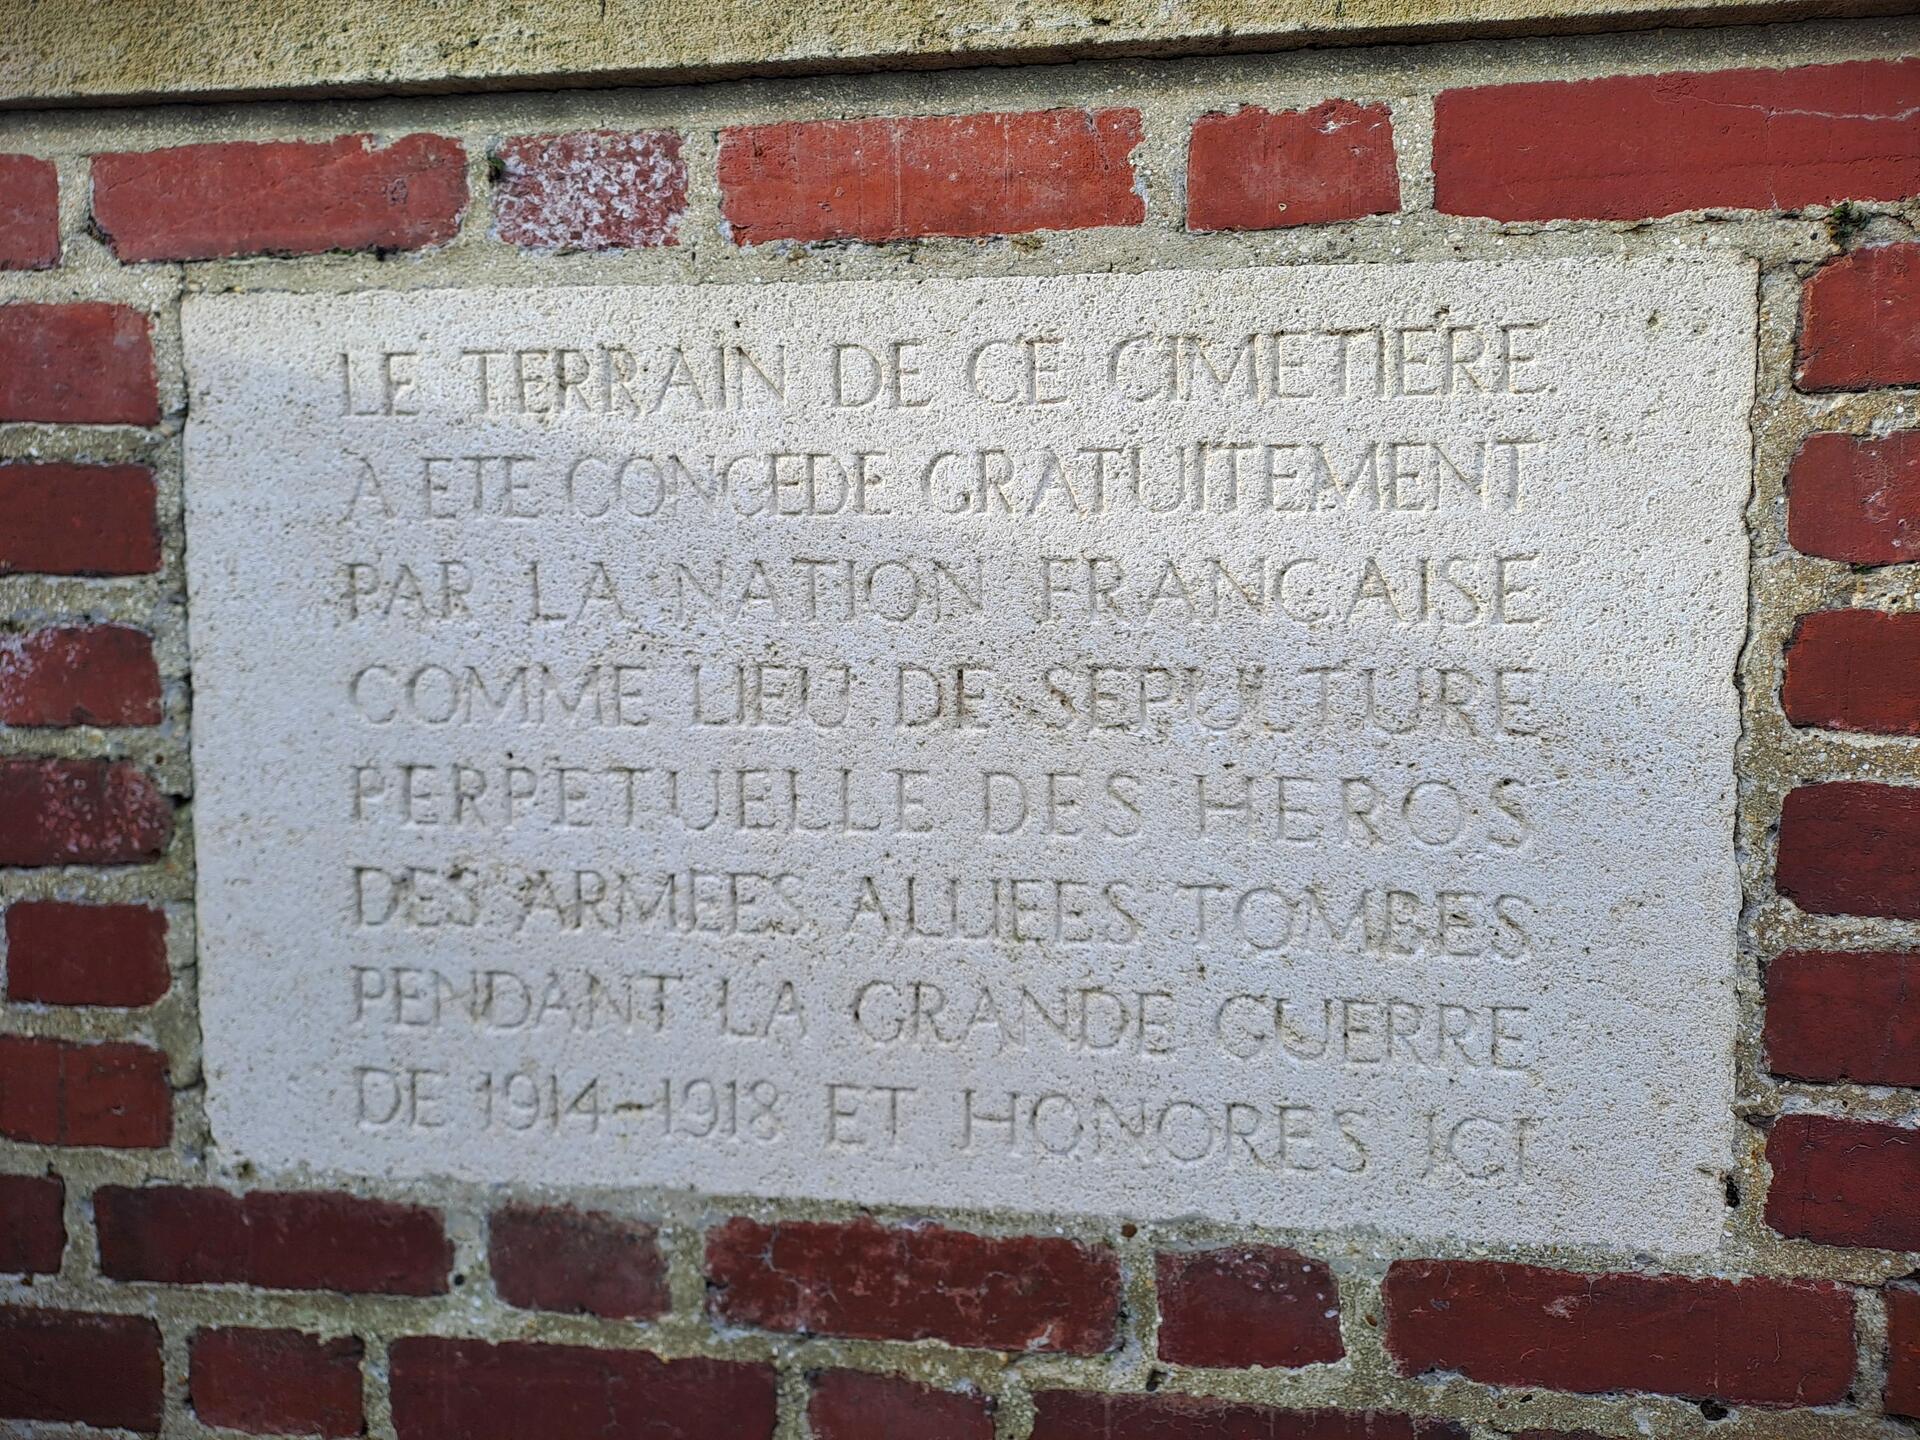 LE TERRAIN DE CE CIMETIERE
A ETE CONCEDE GRATUITEMENT
PAR LA NATION FRANCAISE
COMME LIEU DE SEPULTURE
PERPETUELLE DES HEROS
DES ARMEES ALLIEES TOMBES
PENDANT LA GRANDE GUERRE
DE 1914-1918 ET HONORES ICI